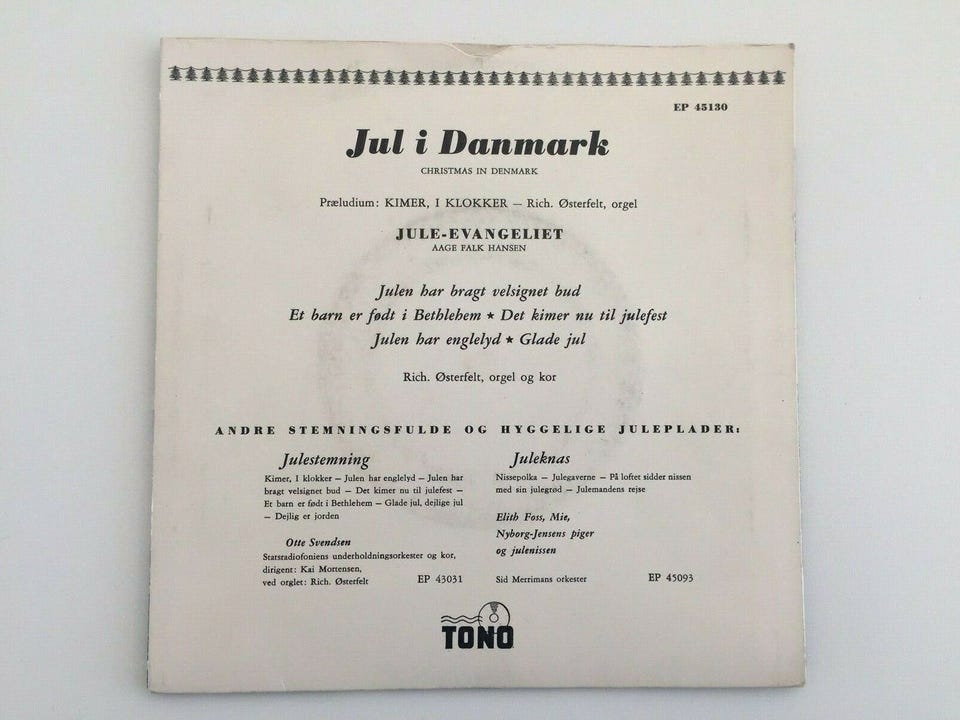 EP 45130
Jul i Danmark
CHRISTMAS IN DENMARK
Præludium: KIMER, I KLOKKER — Rich. Østerfelt, orgel
JULE-EVANGELIET
AAGE FALK HANSEN
Julen har bragt velsignet bud
Et barn er født i Bethlehem ★ Det kimer nu til julefest
Julen har englelyd ★ Glade jul
Rich. Østerfelt, orgel og kor
ANDRE STEMNINGSFULDE OG HYGGELIGE JULEPLADER:
Julestemning
Kimer, I klokker — Julen har englelyd — Julen har
bragt velsignet bud — Det kimer nu til julefest —
Et barn er født i Bethlehem — Glade jul, dejlige jul
— Dejlig er jorden
Otte Svendsen
Statsradiofoniens underholdningsorkester og kor,
dirigent: Kai Mortensen,
ved orglet: Rich. Østerfelt EP 43031
Juleknas
Nissepolka — Julegaverne — På loftet sidder nissen
med sin julegrød — Julemandens rejse
Elith Foss, Mie,
Nyborg-Jensens piger
og julenissen
Sid Merrimans orkester EP 45093
TONO